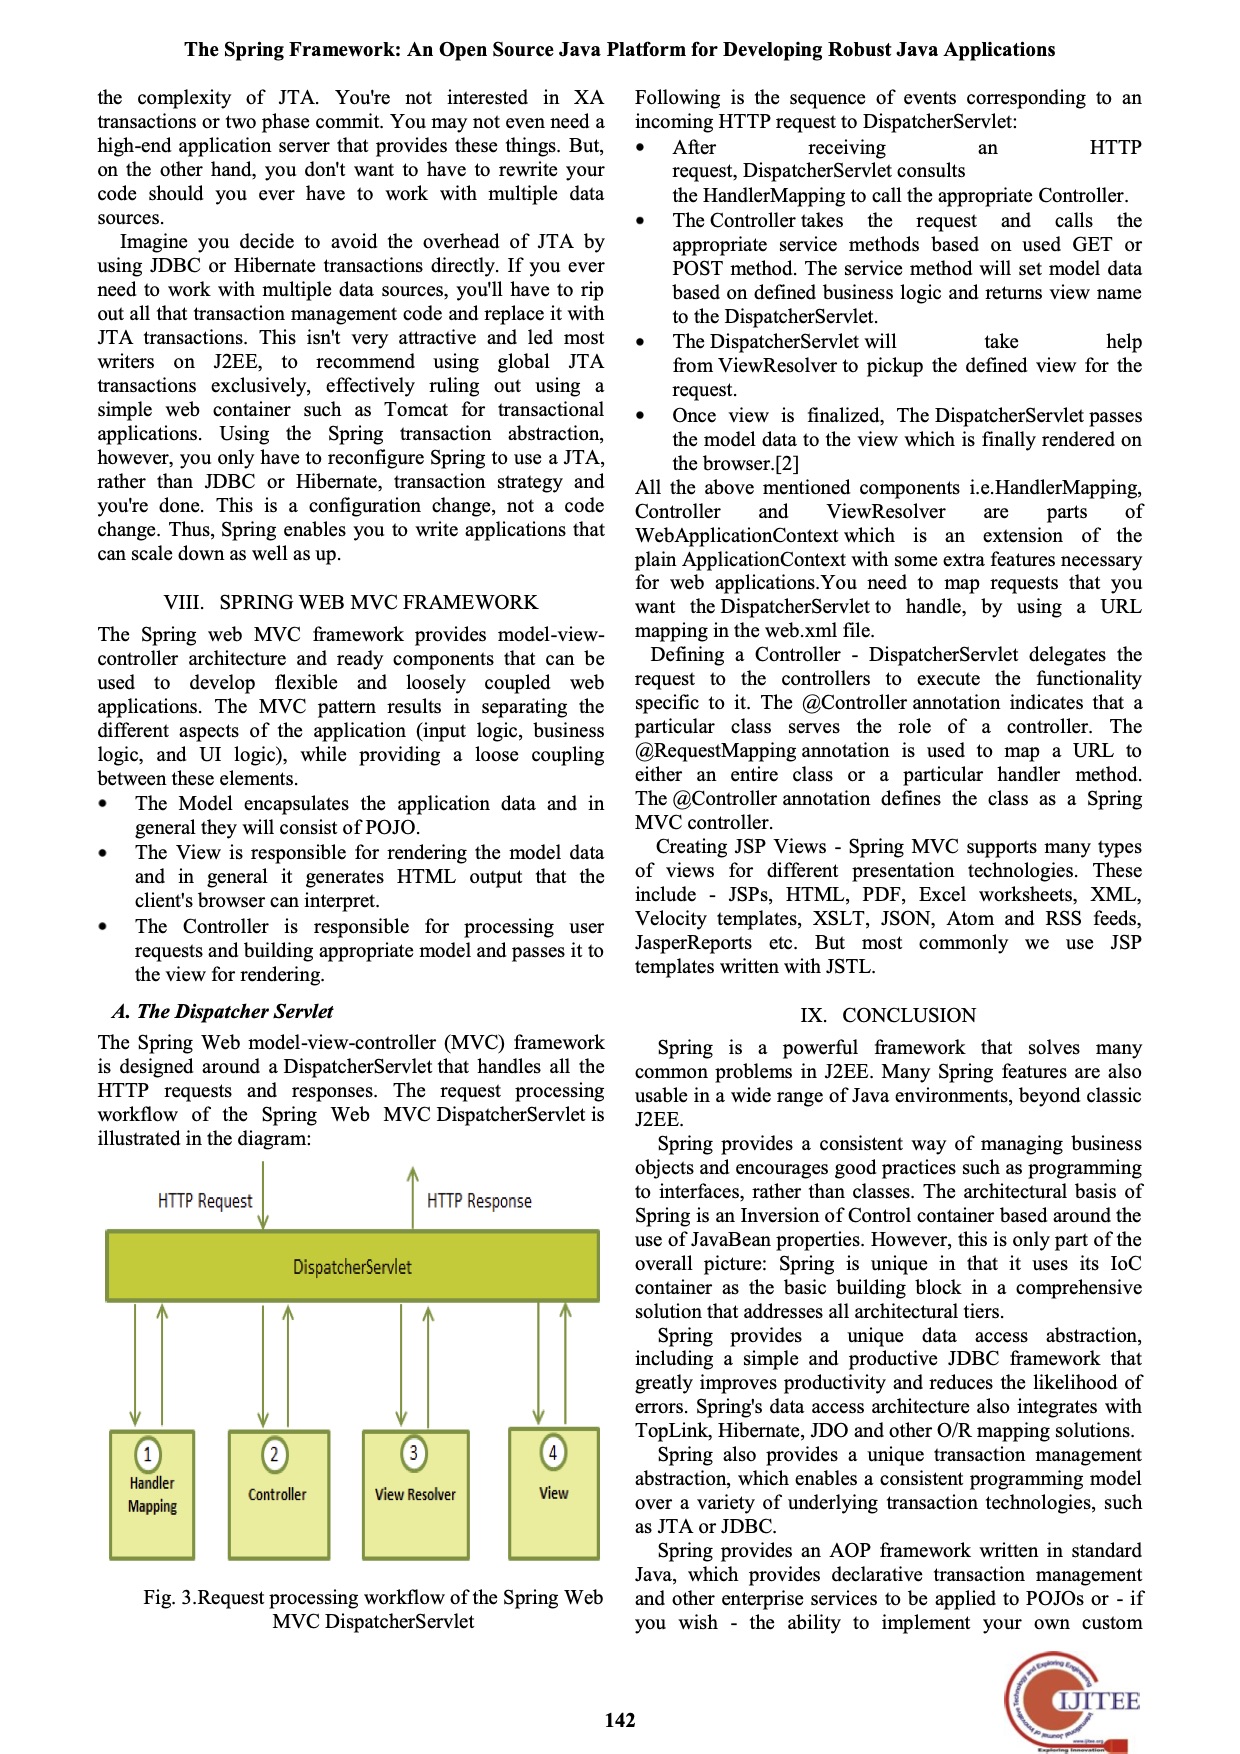 The Spring Framework: An Open Source Java Platform for Developing Robust Java Applications
the complexity of JTA. You're not interested in XA
transactions or two phase commit. You may not even need a
high-end application server that provides these things. But,
on the other hand, you don't want to have to rewrite your
code should you ever have to work with multiple data
sources.
Imagine you decide to avoid the overhead of JTA by
using JDBC or Hibernate transactions directly. If you ever
need to work with multiple data sources, you'll have to rip
out all that transaction management code and replace it with
JTA transactions. This isn't very attractive and led most
writers on J2EE, to recommend using global JTA
transactions exclusively, effectively ruling out using a
simple web container such as Tomcat for transactional
applications. Using the Spring transaction abstraction,
however, you only have to reconfigure Spring to use a JTA,
rather than JDBC or Hibernate, transaction strategy and
you're done. This is a configuration change, not a code
change. Thus, Spring enables you to write applications that
can scale down as well as up.
VIII. SPRING WEB MVC FRAMEWORK
The Spring web MVC framework provides model-view-
controller architecture and ready components that can be
used to develop flexible and loosely coupled web
applications. The MVC pattern results in separating the
different aspects of the application (input logic, business
logic, and UI logic), while providing a loose coupling
between these elements.
• The Model encapsulates the application data and in
general they will consist of POJO.
• The View is responsible for rendering the model data
and in general it generates HTML output that the
client's browser can interpret.
• The Controller is responsible for processing user
requests and building appropriate model and passes it to
the view for rendering.
A. The Dispatcher Servlet
The Spring Web model-view-controller (MVC) framework
is designed around a DispatcherServlet that handles all the
HTTP requests and responses. The request processing
workflow of the Spring Web MVC DispatcherServlet is
illustrated in the diagram:
HTTP Request
HTTP Response
DispatcherServlet
1
Handler
Mapping
2
Controller
3
View Resolver
4
View
Fig. 3.Request processing workflow of the Spring Web
MVC DispatcherServlet
Following is the sequence of events corresponding to an
incoming HTTP request to DispatcherServlet:
• After receiving an HTTP
request, DispatcherServlet consults
the HandlerMapping to call the appropriate Controller.
• The Controller takes the request and calls the
appropriate service methods based on used GET or
POST method. The service method will set model data
based on defined business logic and returns view name
to the DispatcherServlet.
• The DispatcherServlet will take help
from ViewResolver to pickup the defined view for the
request.
• Once view is finalized, The DispatcherServlet passes
the model data to the view which is finally rendered on
the browser.[2]
All the above mentioned components i.e.HandlerMapping,
Controller and ViewResolver are parts of
WebApplicationContext which is an extension of the
plain ApplicationContext with some extra features necessary
for web applications.You need to map requests that you
want the DispatcherServlet to handle, by using a URL
mapping in the web.xml file.
Defining a Controller - DispatcherServlet delegates the
request to the controllers to execute the functionality
specific to it. The @Controller annotation indicates that a
particular class serves the role of a controller. The
@RequestMapping annotation is used to map a URL to
either an entire class or a particular handler method.
The @Controller annotation defines the class as a Spring
MVC controller.
Creating JSP Views - Spring MVC supports many types
of views for different presentation technologies. These
include - JSPs, HTML, PDF, Excel worksheets, XML,
Velocity templates, XSLT, JSON, Atom and RSS feeds,
JasperReports etc. But most commonly we use JSP
templates written with JSTL.
IX. CONCLUSION
Spring is a powerful framework that solves many
common problems in J2EE. Many Spring features are also
usable in a wide range of Java environments, beyond classic
J2EE.
Spring provides a consistent way of managing business
objects and encourages good practices such as programming
to interfaces, rather than classes. The architectural basis of
Spring is an Inversion of Control container based around the
use of JavaBean properties. However, this is only part of the
overall picture: Spring is unique in that it uses its IoC
container as the basic building block in a comprehensive
solution that addresses all architectural tiers.
Spring provides a unique data access abstraction,
including a simple and productive JDBC framework that
greatly improves productivity and reduces the likelihood of
errors. Spring's data access architecture also integrates with
TopLink, Hibernate, JDO and other O/R mapping solutions.
Spring also provides a unique transaction management
abstraction, which enables a consistent programming model
over a variety of underlying transaction technologies, such
as JTA or JDBC.
Spring provides an AOP framework written in standard
Java, which provides declarative transaction management
and other enterprise services to be applied to POJOs or - if
you wish - the ability to implement your own custom
142
International Journal of Innovative Technology and Exploring Engineering
IJITEE
www.ijitee.org
Exploring Innovation